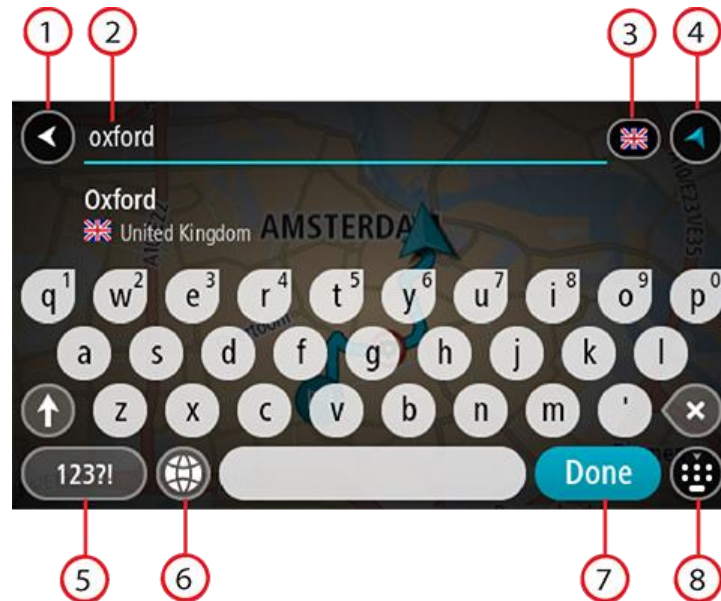 1 2 3 4
oxford
Oxford
United Kingdom
AMSTERDA
q1 w2 e3 r4 t5 y6 u7 i8 o9 p0
a s d f g h j k l
z x c v b n m '
123?! Done
5 6 7 8